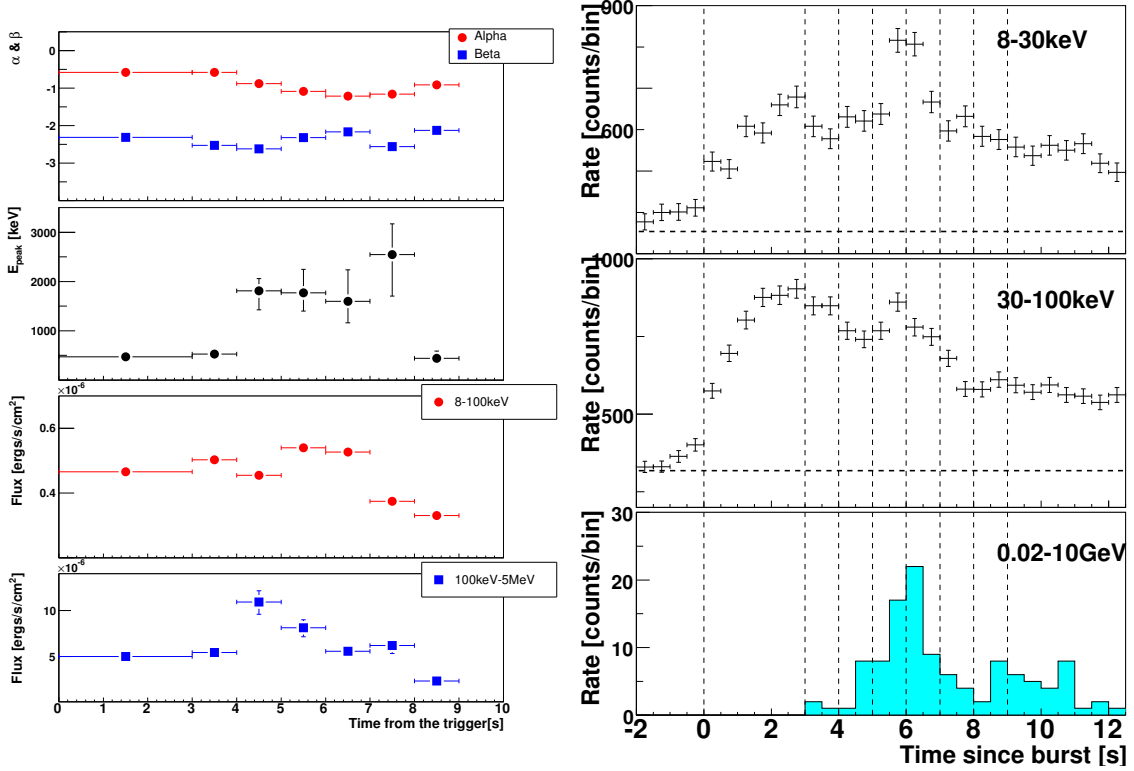 α & β
0
-1
-2
-3
Alpha
Beta
E_peak [keV]
3000
2000
1000
×10^-6
Flux [ergs/s/cm²]
0.6
0.4
8-100keV
×10^-6
Flux [ergs/s/cm²]
10
5
100keV-5MeV
0 1 2 3 4 5 6 7 8 9 10
Time from the trigger[s]
Rate [counts/bin]
900
600
8-30keV
Rate [counts/bin]
1000
500
30-100keV
Rate [counts/bin]
30
20
10
0
0.02-10GeV
-2 0 2 4 6 8 10 12
Time since burst [s]